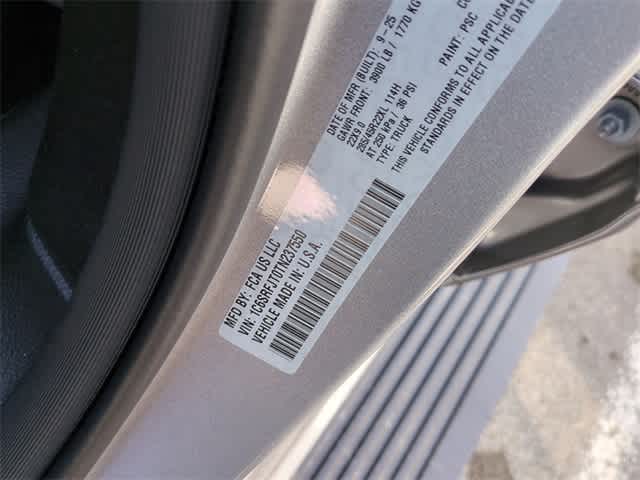 MFD BY: FCA US LLC
VIN: 1C6SRFJT0TN237550
VEHICLE MADE IN: U.S.A.
DATE OF MFR (BUILT): 9-25
GAWR FRONT: 3900 LB / 1770 KG
22X9.0
285/45R22XL 114H
AT 250 kPa / 36 PSI
TYPE: TRUCK
PAINT: PSC
THIS VEHICLE CONFORMS TO ALL APPLICABLE
STANDARDS IN EFFECT ON THE DATE